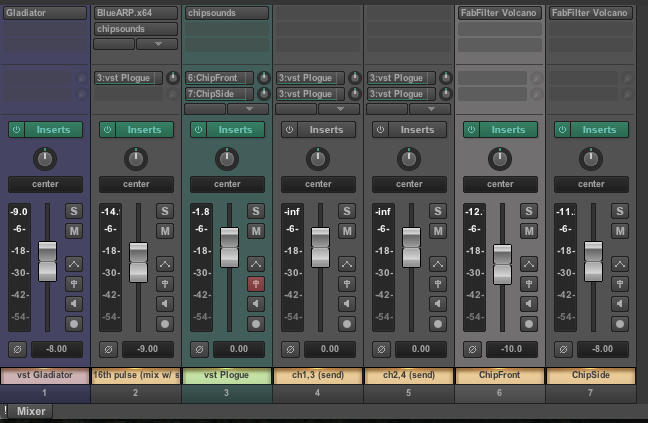 Gladiator BlueARP.x64 chipsounds FabFilter Volcano FabFilter Volcano
chipsounds
3:vst Plogue 6:ChipFront 3:vst Plogue 3:vst Plogue
7:ChipSide 3:vst Plogue 3:vst Plogue
Inserts Inserts Inserts Inserts Inserts Inserts Inserts
center center center center center center center
-9.0 S -14. S -1.8 S -inf S -inf S -12. S -11. S
-6- M -6- M -6- M -6- M -6- M -6- M -6- M
-18- -18- -18- -18- -18- -18- -18-
-30- -30- -30- -30- -30- -30- -30-
-42- -42- -42- -42- -42- -42- -42-
-54- -54- -54- -54- -54- -54- -54-
-8.00 -9.00 0.00 0.00 0.00 -10.0 -8.00
vst Gladiator 16th pulse (mix w/ s vst Plogue ch1,3 (send) ch2,4 (send) ChipFront ChipSide
1 2 3 4 5 6 7
! Mixer